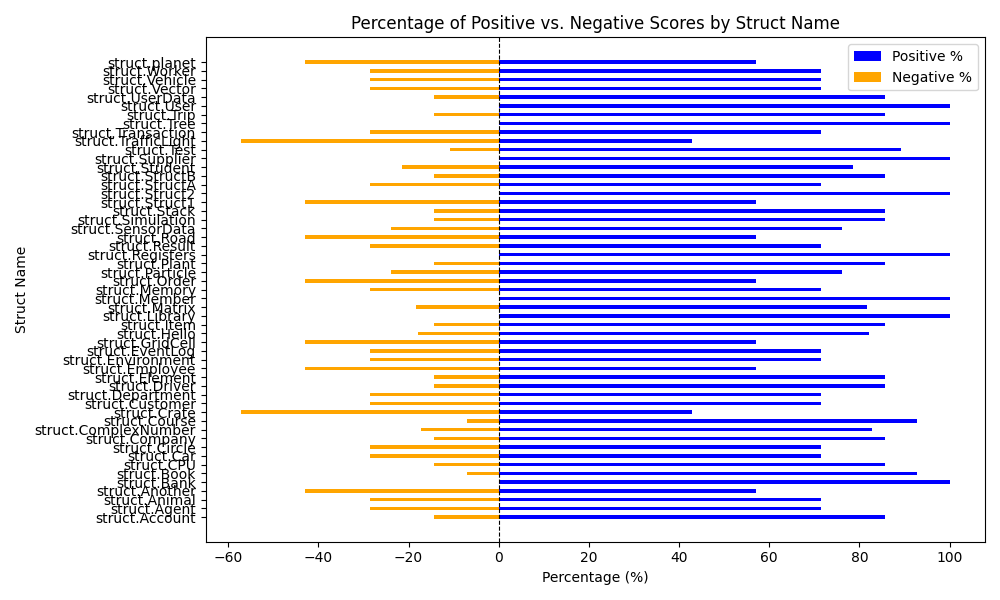 Percentage of Positive vs. Negative Scores by Struct Name
Positive %
Negative %
Struct Name
struct.planet
struct.Worker
struct.Vehicle
struct.Vector
struct.UserData
struct.User
struct.Trip
struct.Tree
struct.Transaction
struct.TrafficLight
struct.Test
struct.Supplier
struct.Student
struct.StructB
struct.StructA
struct.Struct2
struct.Struct1
struct.Stack
struct.Simulation
struct.SensorData
struct.Road
struct.Result
struct.Registers
struct.Plant
struct.Particle
struct.Order
struct.Memory
struct.Member
struct.Matrix
struct.Library
struct.Item
struct.Hello
struct.GridCell
struct.EventLog
struct.Environment
struct.Employee
struct.Element
struct.Driver
struct.Department
struct.Customer
struct.Crate
struct.Course
struct.ComplexNumber
struct.Company
struct.Circle
struct.Car
struct.CPU
struct.Book
struct.Bank
struct.Another
struct.Animal
struct.Agent
struct.Account
−60 −40 −20 0 20 40 60 80 100
Percentage (%)